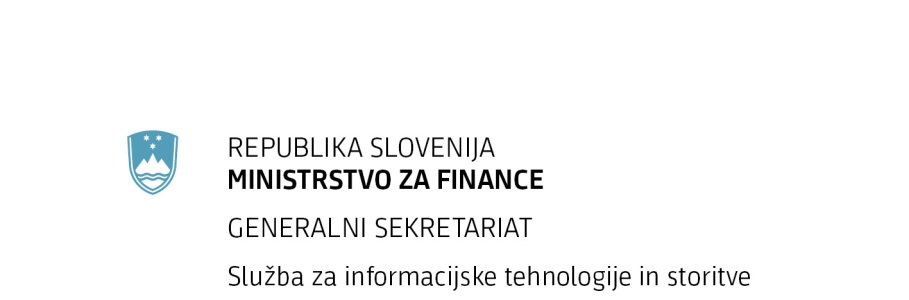 REPUBLIKA SLOVENIJA
MINISTRSTVO ZA FINANCE
GENERALNI SEKRETARIAT
Služba za informacijske tehnologije in storitve